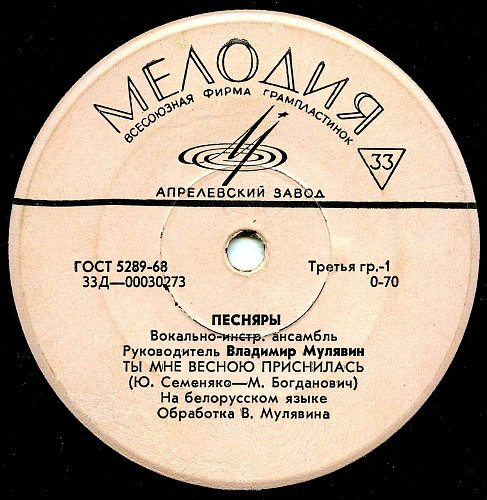 МЕЛОДИЯ
ВСЕСОЮЗНАЯ ФИРМА ГРАМПЛАСТИНОК
33
АПРЕЛЕВСКИЙ ЗАВОД
ГОСТ 5289-68 Третья гр.-1
33Д—00030273 0-70
ПЕСНЯРЫ
Вокально-инстр. ансамбль
Руководитель Владимир Мулявин
ТЫ МНЕ ВЕСНОЮ ПРИСНИЛАСЬ
(Ю. Семеняко—М. Богданович)
На белорусском языке
Обработка В. Мулявина